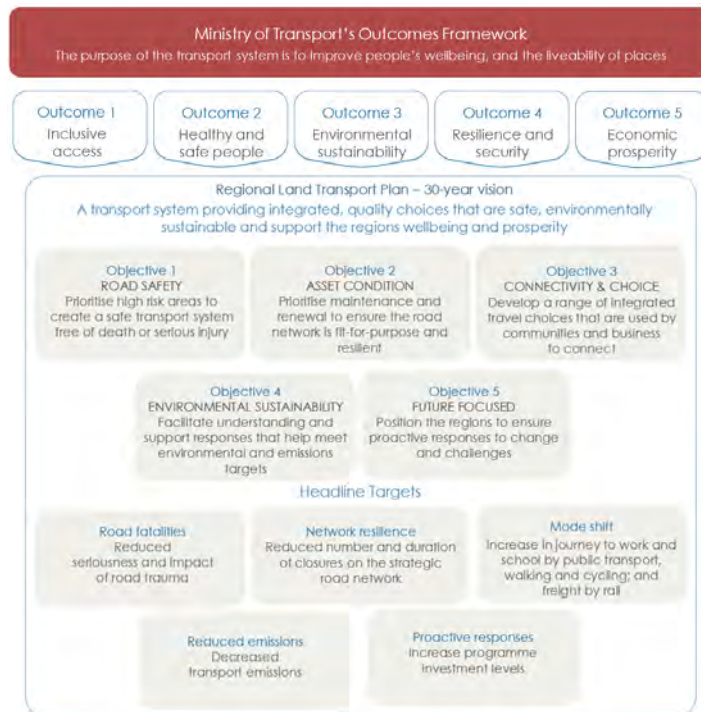 Ministry of Transport's Outcomes Framework
The purpose of the transport system is to improve people's wellbeing, and the liveability of places
Outcome 1
Inclusive
access
Outcome 2
Healthy and
safe people
Outcome 3
Environmental
sustainability
Outcome 4
Resilience and
security
Outcome 5
Economic
prosperity
Regional Land Transport Plan – 30-year vision
A transport system providing integrated, quality choices that are safe, environmentally
sustainable and support the regions wellbeing and prosperity
Objective 1
ROAD SAFETY
Prioritise high risk areas to
create a safe transport system
free of death or serious injury
Objective 2
ASSET CONDITION
Prioritise maintenance and
renewal to ensure the road
network is fit-for-purpose and
resilient
Objective 3
CONNECTIVITY & CHOICE
Develop a range of integrated
travel choices that are used by
communities and business
to connect
Objective 4
ENVIRONMENTAL SUSTAINABILITY
Facilitate understanding and
support responses that help meet
environmental and emissions
targets
Objective 5
FUTURE FOCUSED
Position the regions to ensure
proactive responses to change
and challenges
Headline Targets
Road fatalities
Reduced
seriousness and impact
of road trauma
Network resilience
Reduced number and duration
of closures on the strategic
road network
Mode shift
Increase in journey to work and
school by public transport,
walking and cycling; and
freight by rail
Reduced emissions
Decreased
transport emissions
Proactive responses
Increase programme
investment levels